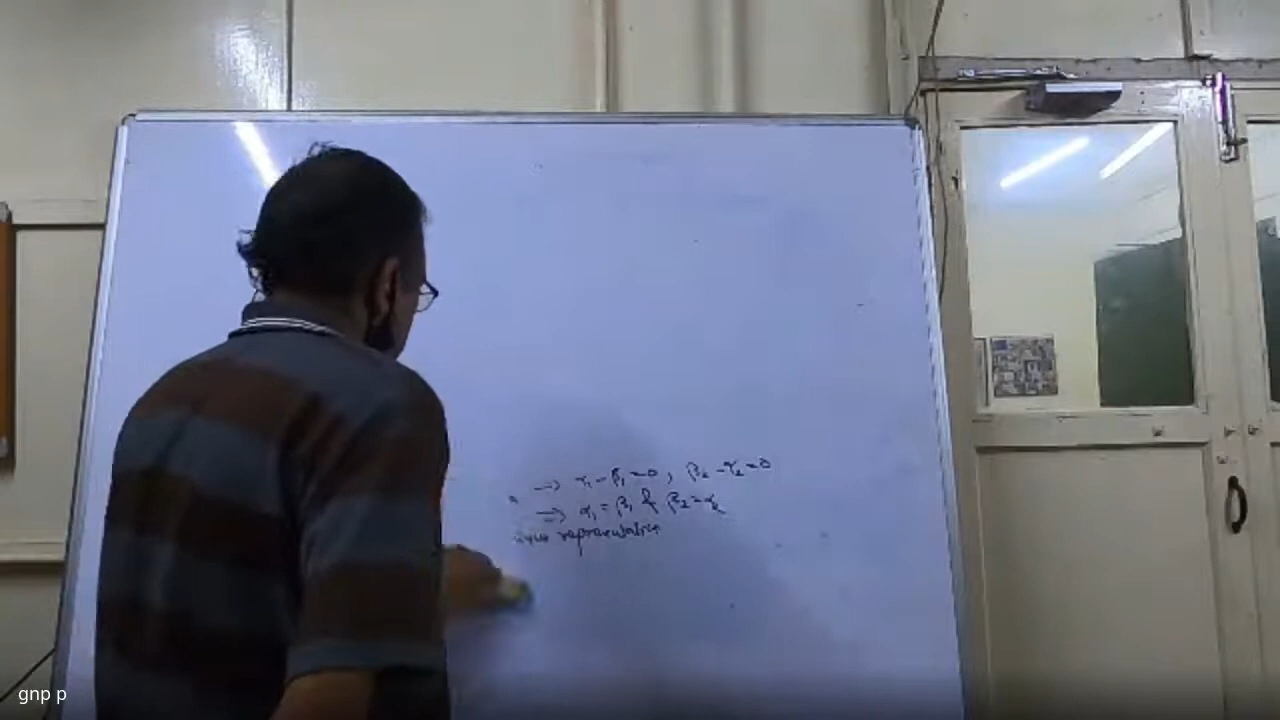 → α₁ - β₁ = 0, β₂ - γ₂ = 0
⇒ α₁ = β₁ & β₂ = γ₂
representation
gnp p